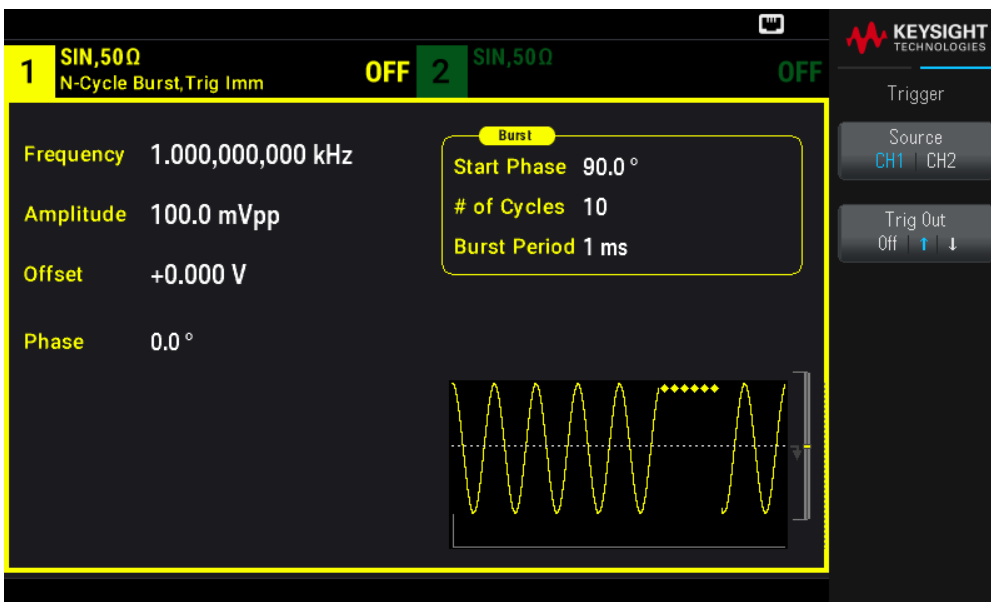 KEYSIGHT
TECHNOLOGIES
1 SIN,50Ω
N-Cycle Burst,Trig Imm
OFF
2 SIN,50Ω
OFF
Trigger
Frequency 1.000,000,000 kHz
Amplitude 100.0 mVpp
Offset +0.000 V
Phase 0.0 °
Burst
Start Phase 90.0 °
# of Cycles 10
Burst Period 1 ms
Source
CH1 | CH2
Trig Out
Off | ↑ | ↓